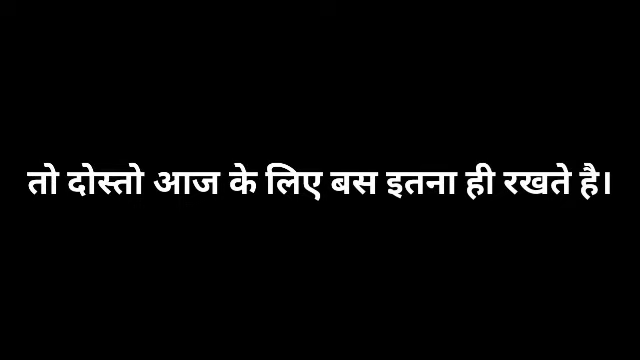 तो दोस्तो आज के लिए बस इतना ही रखते है।